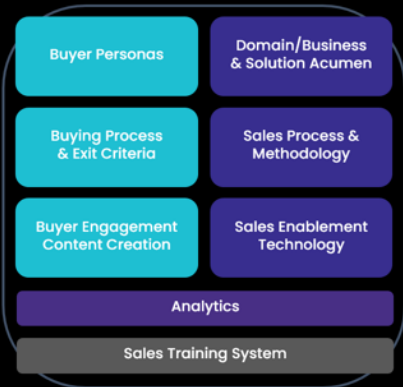 Buyer Personas
Domain/Business
& Solution Acumen
Buying Process
& Exit Criteria
Sales Process &
Methodology
Buyer Engagement
Content Creation
Sales Enablement
Technology
Analytics
Sales Training System